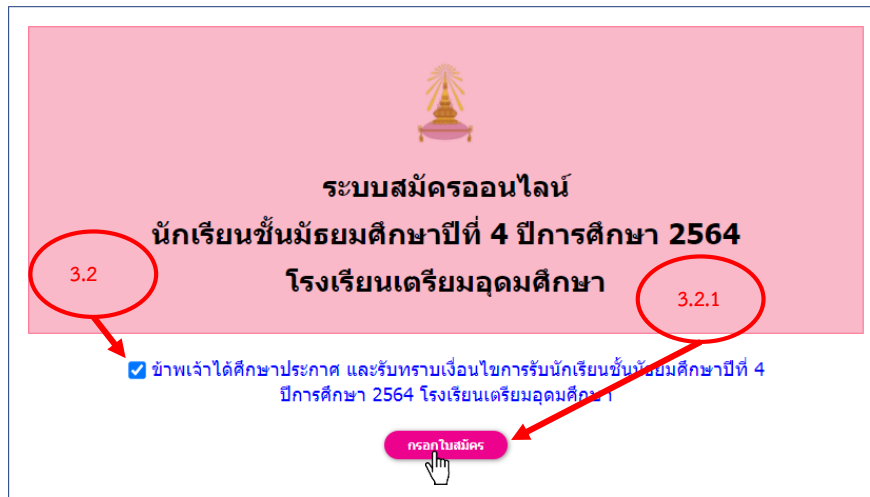 ระบบสมัครออนไลน์
นักเรียนชั้นมัธยมศึกษาปีที่ 4 ปีการศึกษา 2564
โรงเรียนเตรียมอุดมศึกษา
3.2
3.2.1
ข้าพเจ้าได้ศึกษาประกาศ และรับทราบเงื่อนไขการรับนักเรียนชั้นมัธยมศึกษาปีที่ 4
ปีการศึกษา 2564 โรงเรียนเตรียมอุดมศึกษา
กรอกใบสมัคร